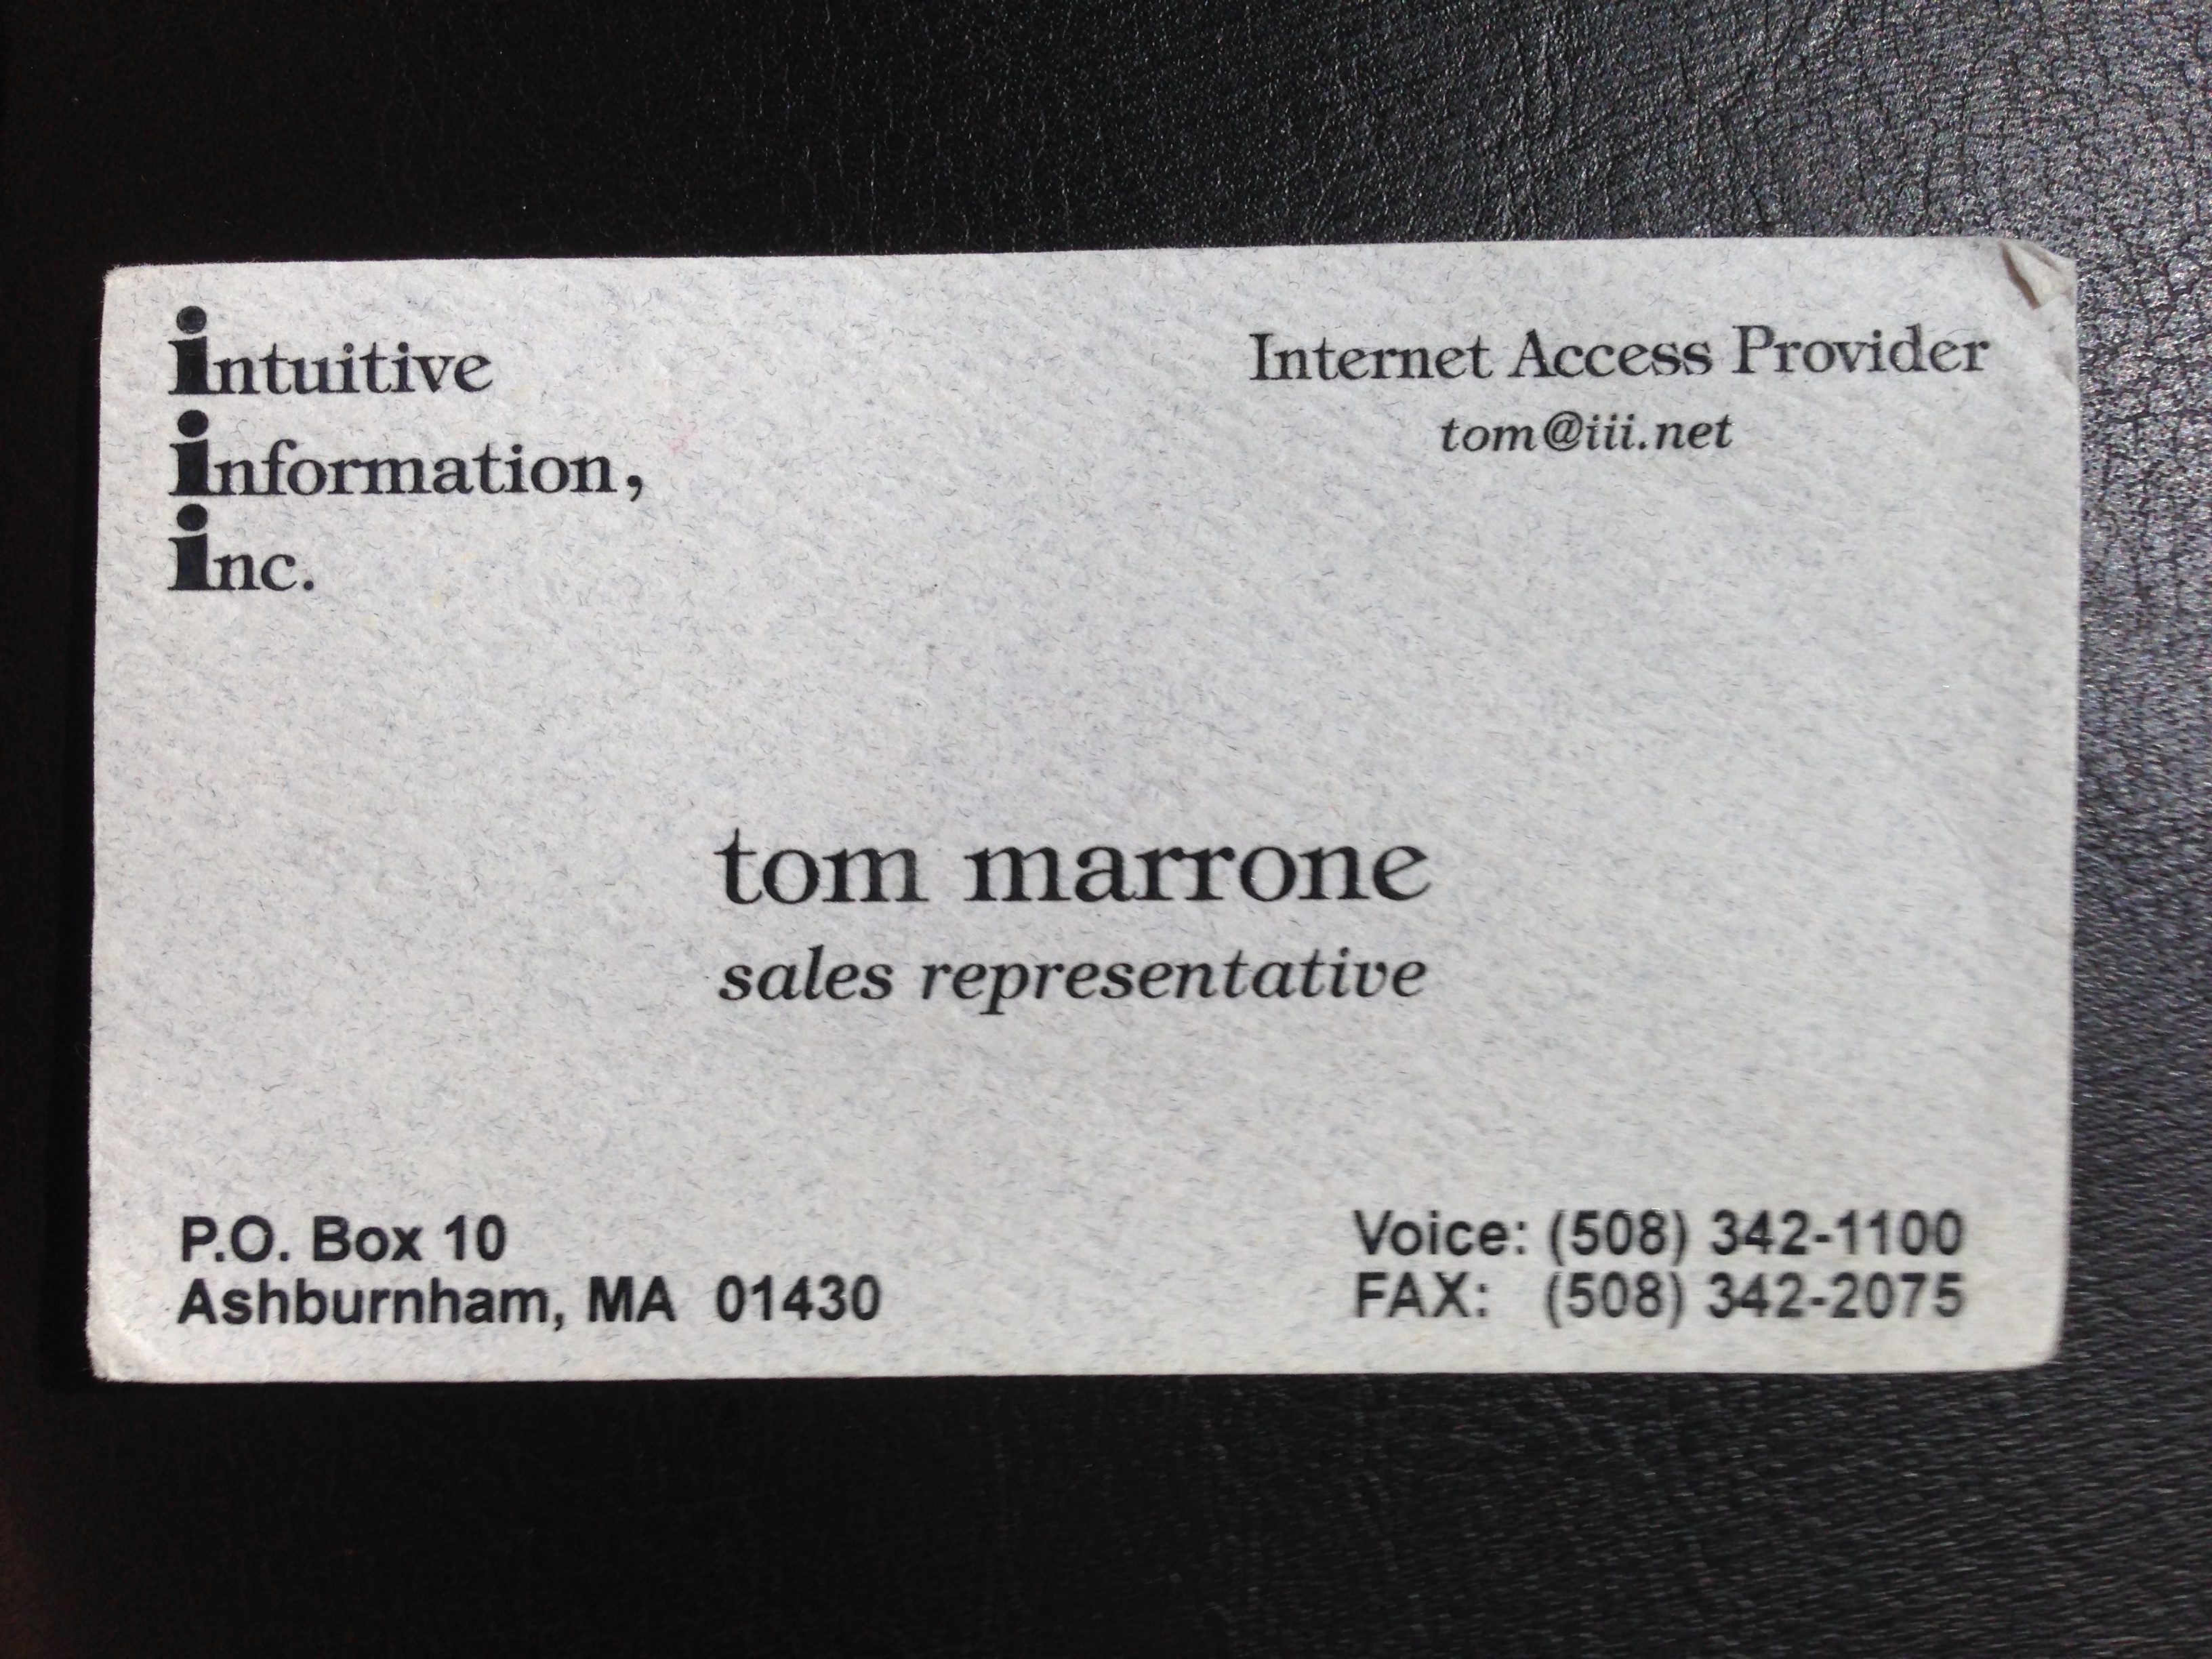 intuitive
information,
inc.
Internet Access Provider
tom@iii.net
tom marrone
sales representative
P.O. Box 10
Ashburnham, MA 01430
Voice: (508) 342-1100
FAX: (508) 342-2075